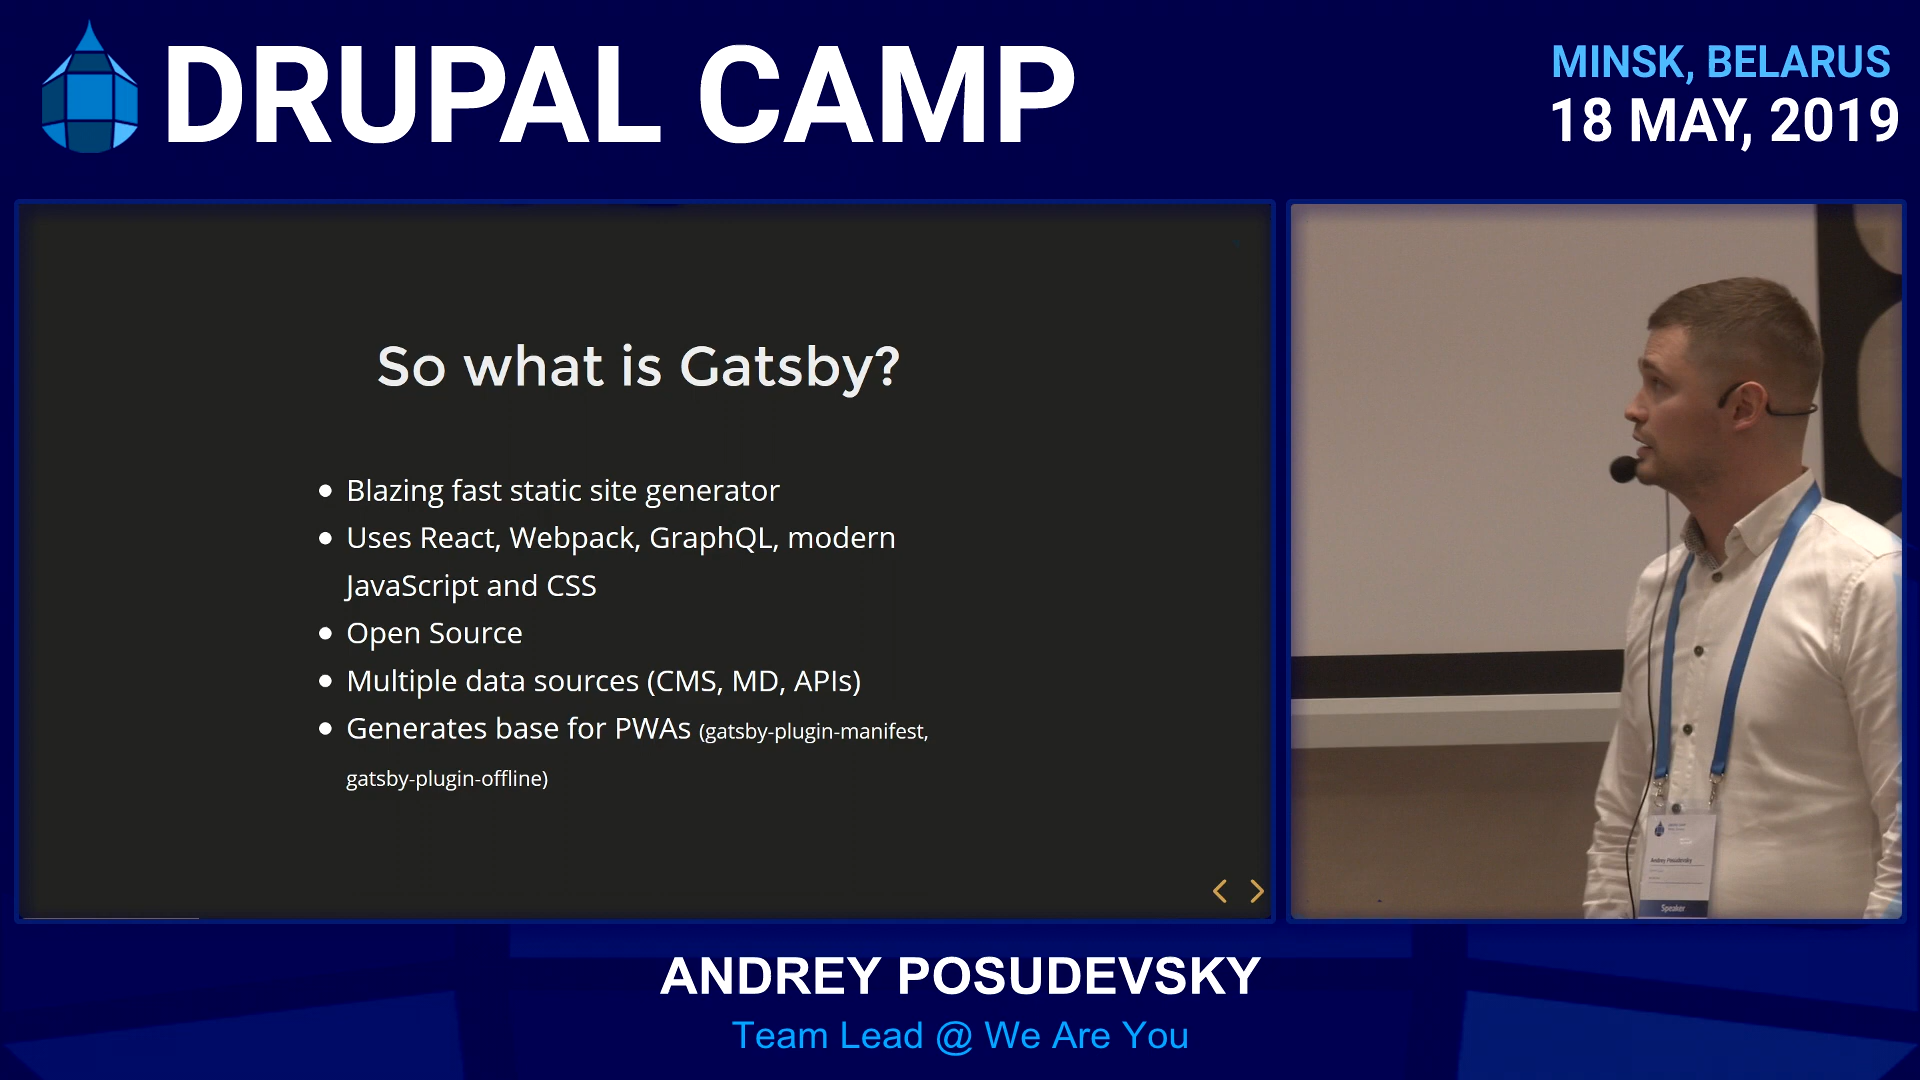 DRUPAL CAMP
MINSK, BELARUS
18 MAY, 2019
So what is Gatsby?
Blazing fast static site generator
Uses React, Webpack, GraphQL, modern
JavaScript and CSS
Open Source
Multiple data sources (CMS, MD, APIs)
Generates base for PWAs (gatsby-plugin-manifest,
gatsby-plugin-offline)
Andrey Posudevsky
Speaker
ANDREY POSUDEVSKY
Team Lead @ We Are You